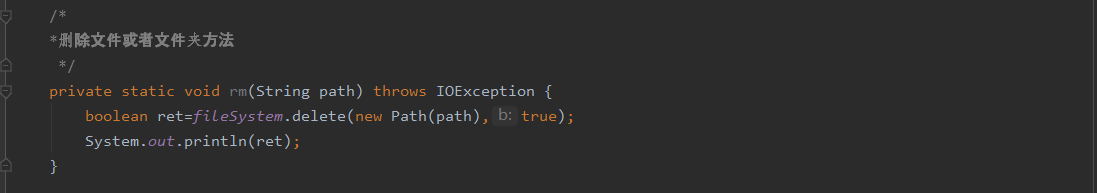 /*
*删除文件或者文件夹方法
*/
private static void rm(String path) throws IOException {
boolean ret=fileSystem.delete(new Path(path), b: true);
System.out.println(ret);
}